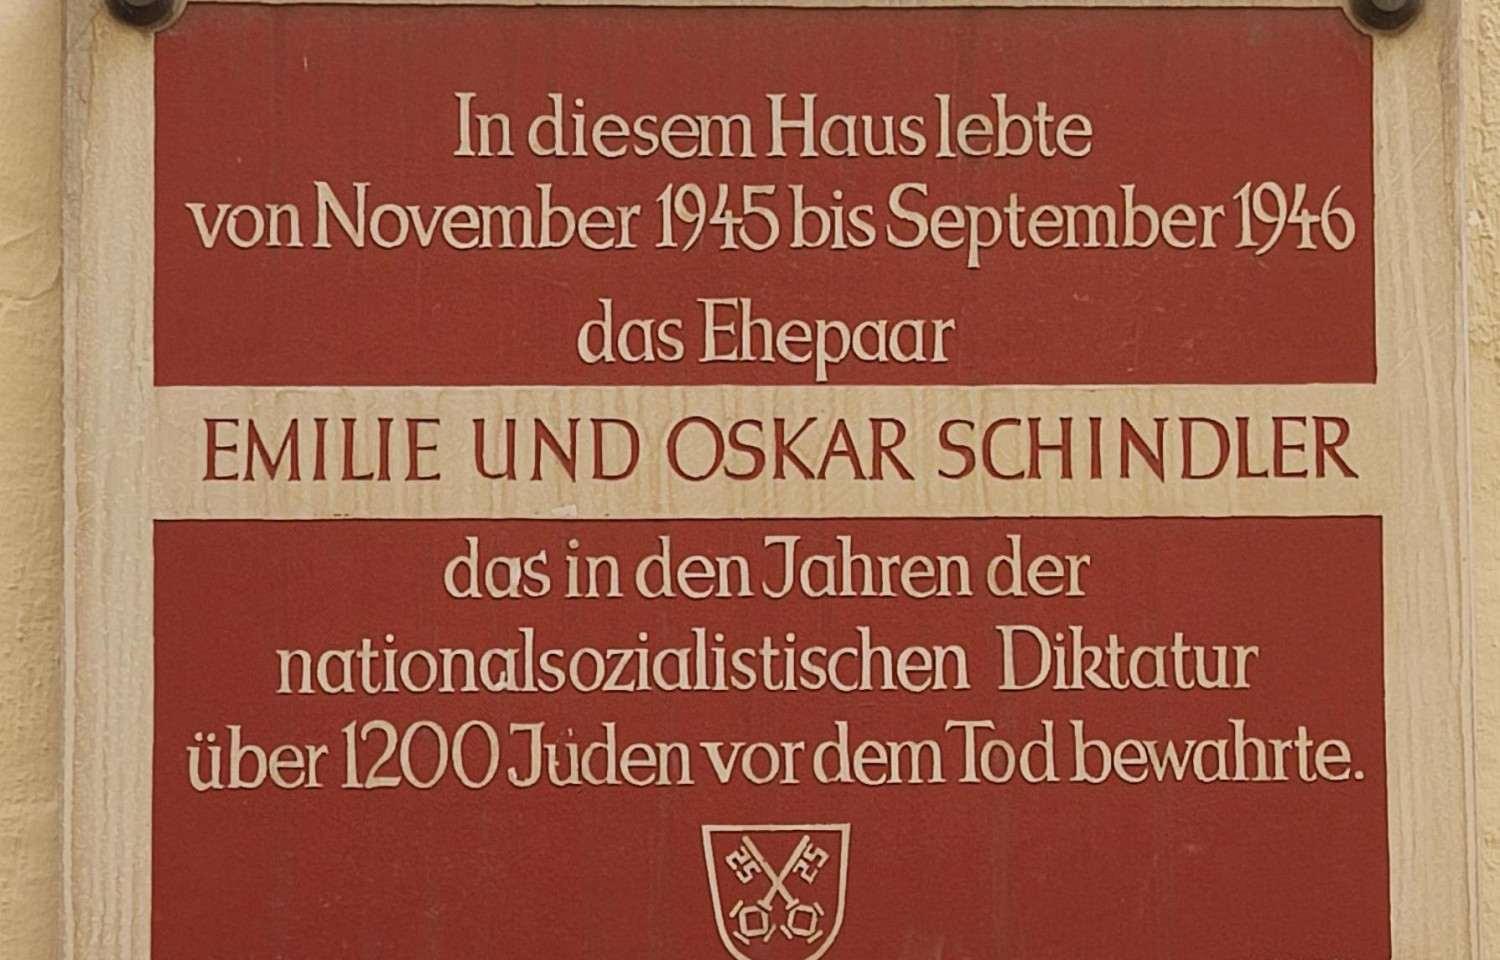 In diesem Haus lebte
von November 1945 bis September 1946
das Ehepaar
EMILIE UND OSKAR SCHINDLER
das in den Jahren der
nationalsozialistischen Diktatur
über 1200 Juden vor dem Tod bewahrte.